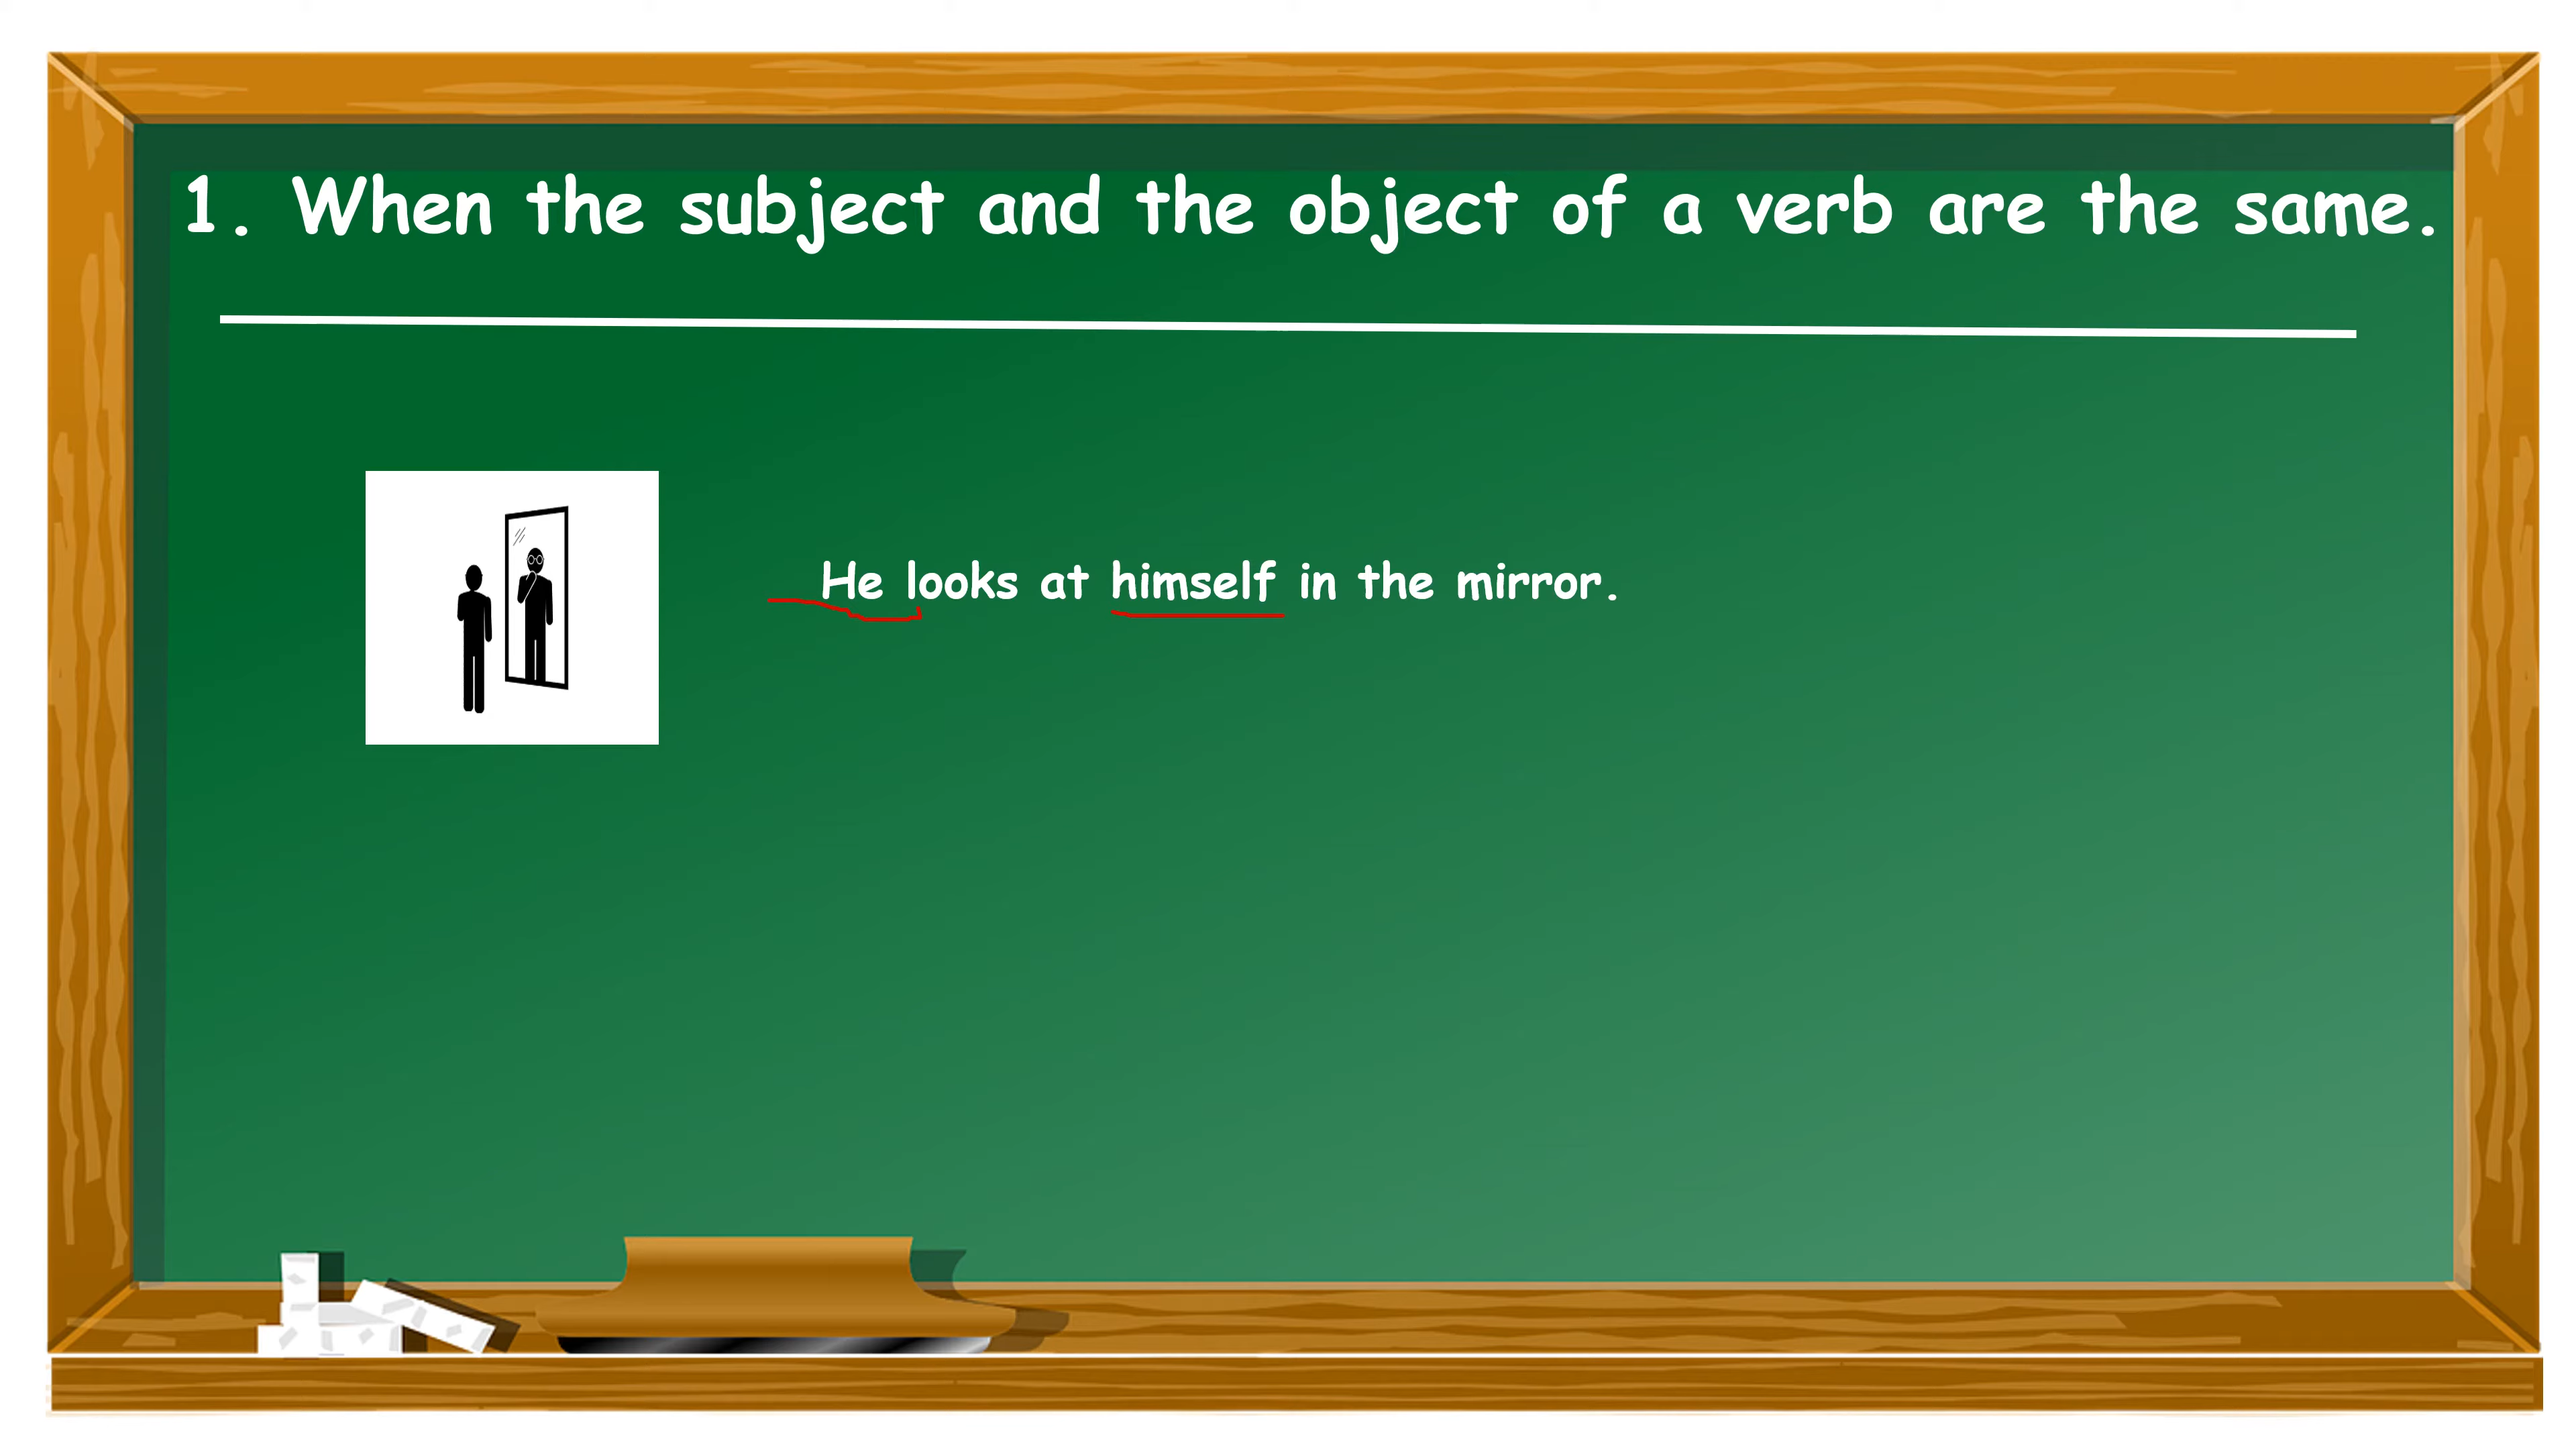 1. When the subject and the object of a verb are the same.
He looks at himself in the mirror.